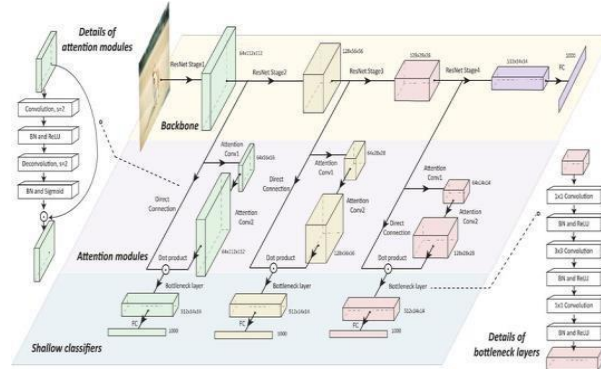 Details of
attention modules
Convolution, s=2
BN and ReLU
Deconvolution, s=2
BN and Sigmoid
ResNet Stage1
64x112x112
ResNet Stage2
128x56x56
ResNet Stage3
ResNet Stage4
512x14x14
FC
1000
Backbone
Attention
Conv1
64x56x56
Attention
Conv2
Direct
Connection
64x112x112
Dot product
Attention
Conv1
64x28x28
Attention
Conv2
Direct
Connection
128x56x56
Dot product
Attention
Conv1
64x14x14
Attention
Conv2
Direct
Connection
Dot product
Attention modules
Bottleneck layer
512x14x14
FC
1000
Bottleneck layer
512x14x14
FC
1000
Bottleneck layer
512x14x14
FC
1000
Shallow classifiers
1x1 Convolution
BN and ReLU
3x3 Convolution
BN and ReLU
1x1 Convolution
BN and ReLU
Details of
bottleneck layers